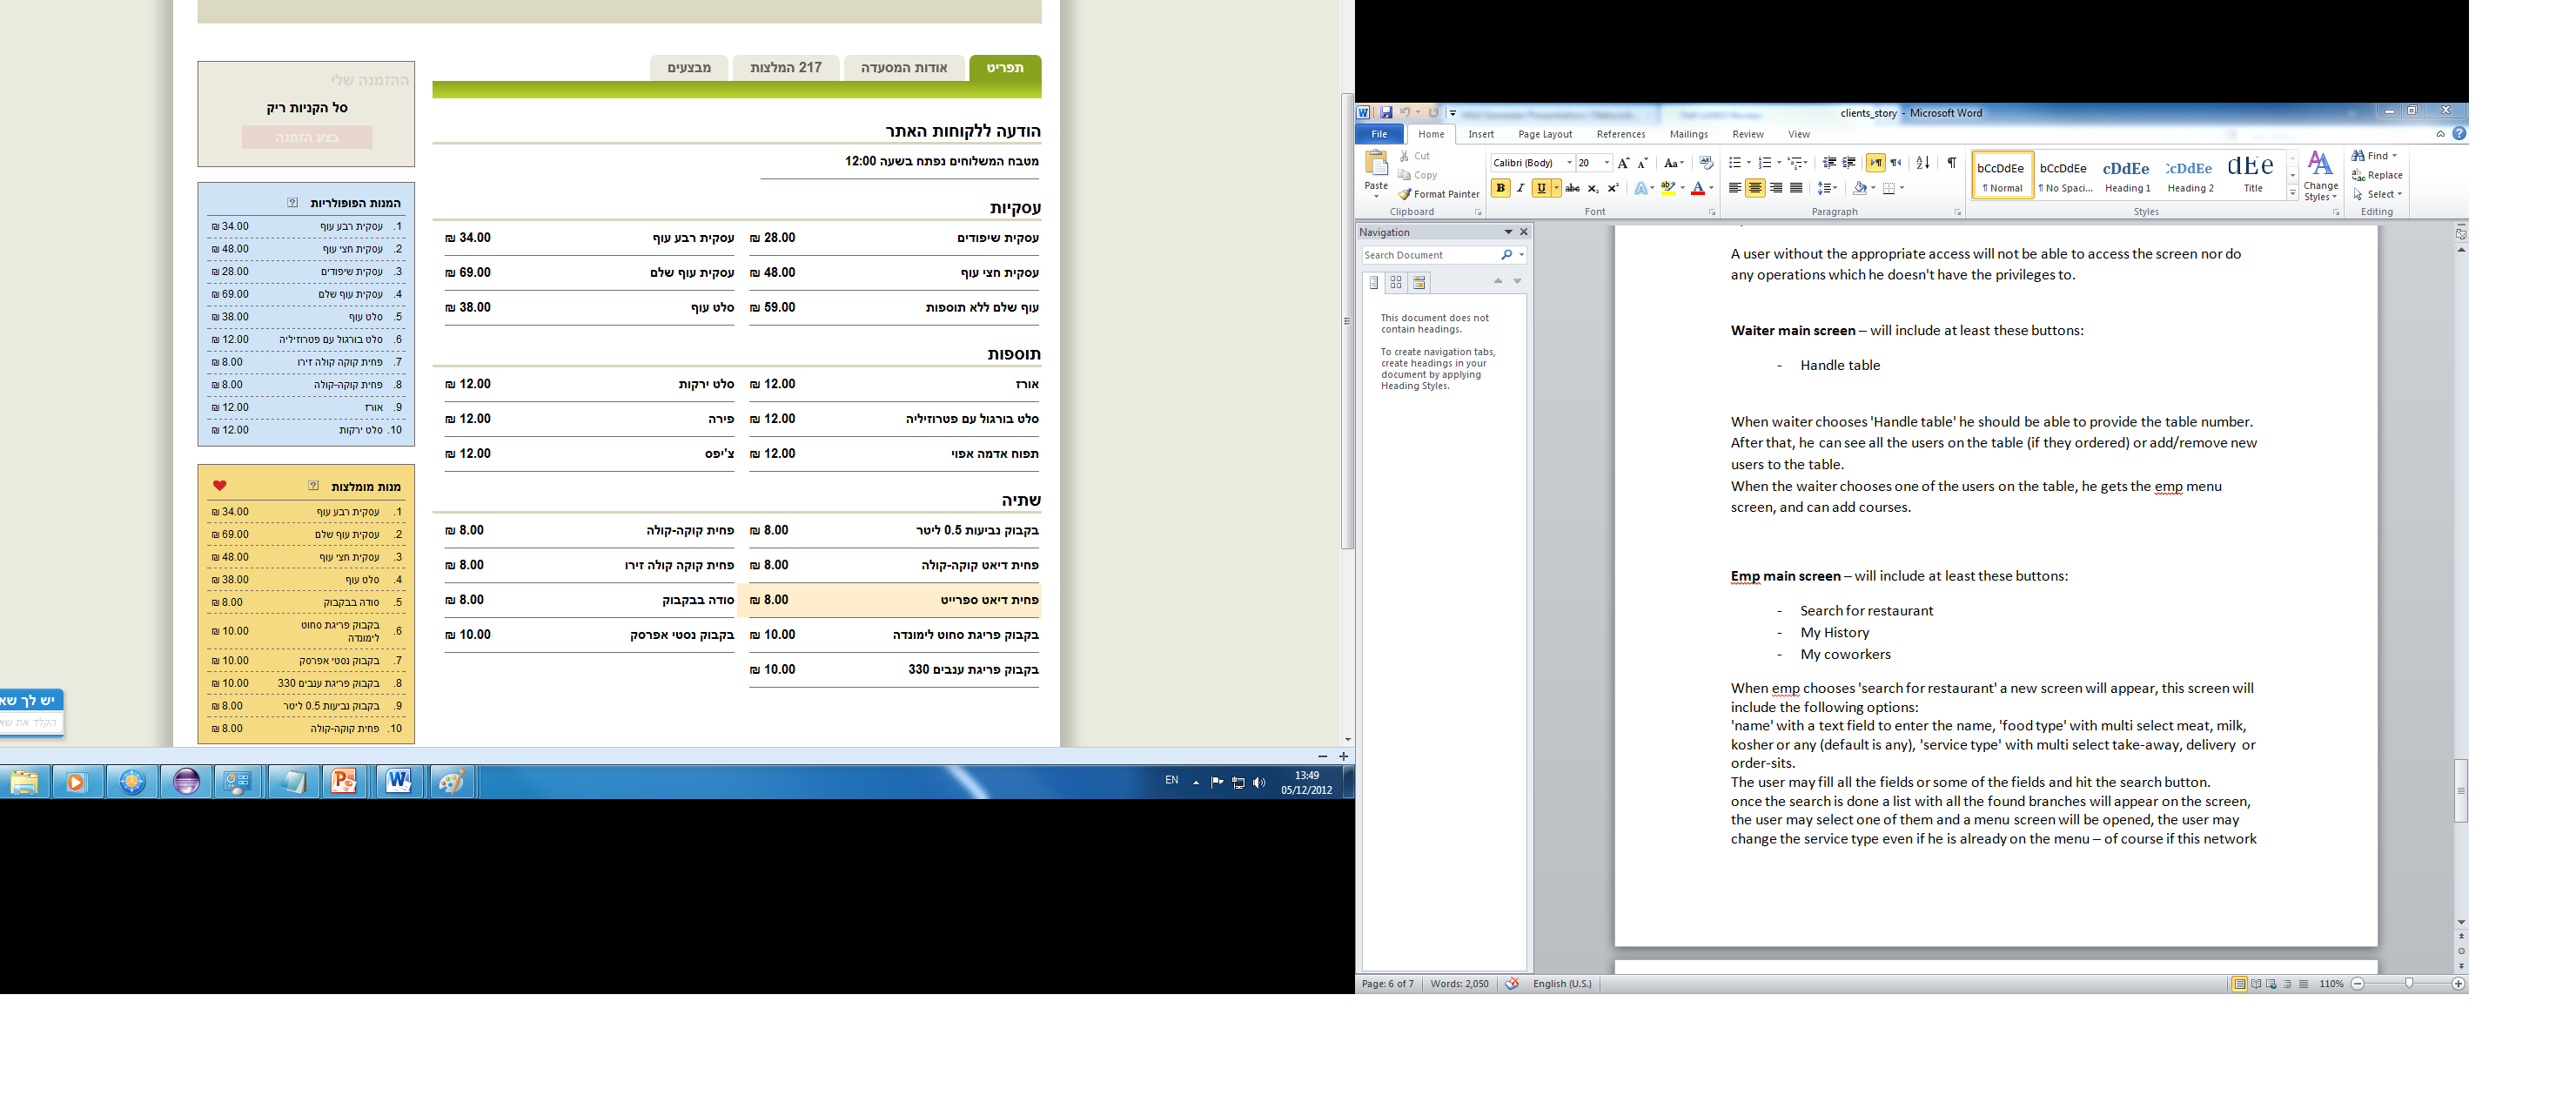 תפריט
אודות המסעדה
217 המלצות
מבצעים
ההזמנה שלי
סל הקניות ריק
בצע הזמנה
הודעה ללקוחות האתר
מטבח המשלוחים נפתח בשעה 12:00
עסקיות
עסקית שיפודים ₪ 28.00
עסקית רבע עוף ₪ 34.00
עסקית חצי עוף ₪ 48.00
עסקית עוף שלם ₪ 69.00
עוף שלם ללא תוספות ₪ 59.00
סלט עוף ₪ 38.00
תוספות
אורז ₪ 12.00
סלט ירקות ₪ 12.00
סלט בורגול עם פטרוזיליה ₪ 12.00
פירה ₪ 12.00
תפוח אדמה אפוי ₪ 12.00
צ'יפס ₪ 12.00
שתיה
בקבוק נביעות 0.5 ליטר ₪ 8.00
פחית קוקה-קולה ₪ 8.00
פחית דיאט קוקה-קולה ₪ 8.00
פחית קוקה קולה זירו ₪ 8.00
פחית דיאט ספרייט ₪ 8.00
סודה בבקבוק ₪ 8.00
בקבוק פריגת סחוט לימונדה ₪ 10.00
בקבוק נסטי אפרסק ₪ 10.00
בקבוק פריגת ענבים 330 ₪ 10.00
המנות הפופולריות ?
1. עסקית רבע עוף ₪ 34.00
2. עסקית חצי עוף ₪ 48.00
3. עסקית שיפודים ₪ 28.00
4. עסקית עוף שלם ₪ 69.00
5. סלט עוף ₪ 38.00
6. סלט בורגול עם פטרוזיליה ₪ 12.00
7. פחית קוקה קולה זירו ₪ 8.00
8. פחית קוקה-קולה ₪ 8.00
9. אורז ₪ 12.00
10. סלט ירקות ₪ 12.00
מנות מומלצות ?
1. עסקית רבע עוף ₪ 34.00
2. עסקית עוף שלם ₪ 69.00
3. עסקית חצי עוף ₪ 48.00
4. סלט עוף ₪ 38.00
5. סודה בבקבוק ₪ 8.00
6. בקבוק פריגת סחוט
לימונדה ₪ 10.00
7. בקבוק נסטי אפרסק ₪ 10.00
8. בקבוק פריגת ענבים 330 ₪ 10.00
9. בקבוק נביעות 0.5 ליטר ₪ 8.00
10. פחית קוקה-קולה ₪ 8.00
יש לך שא
הקלד את שא
EN
13:49
05/12/2012
clients_story - Microsoft Word
File Home Insert Page Layout References Mailings Review View
Paste
Cut
Copy
Format Painter
Clipboard
Calibri (Body) 20
Font
Paragraph
bCcDdEe bCcDdEe cDdEe cDdEe dEe
¶ Normal ¶ No Spaci... Heading 1 Heading 2 Title
Change
Styles
Styles
Find
Replace
Select
Editing
Navigation
Search Document
This document does not
contain headings.
To create navigation tabs,
create headings in your
document by applying
Heading Styles.
A user without the appropriate access will not be able to access the screen nor do
any operations which he doesn't have the privileges to.
Waiter main screen – will include at least these buttons:
- Handle table
When waiter chooses 'Handle table' he should be able to provide the table number.
After that, he can see all the users on the table (if they ordered) or add/remove new
users to the table.
When the waiter chooses one of the users on the table, he gets the emp menu
screen, and can add courses.
Emp main screen – will include at least these buttons:
- Search for restaurant
- My History
- My coworkers
When emp chooses 'search for restaurant' a new screen will appear, this screen will
include the following options:
'name' with a text field to enter the name, 'food type' with multi select meat, milk,
kosher or any (default is any), 'service type' with multi select take-away, delivery or
order-sits.
The user may fill all the fields or some of the fields and hit the search button.
once the search is done a list with all the found branches will appear on the screen,
the user may select one of them and a menu screen will be opened, the user may
change the service type even if he is already on the menu – of course if this network
Page: 6 of 7 Words: 2,050 English (U.S.) 110%